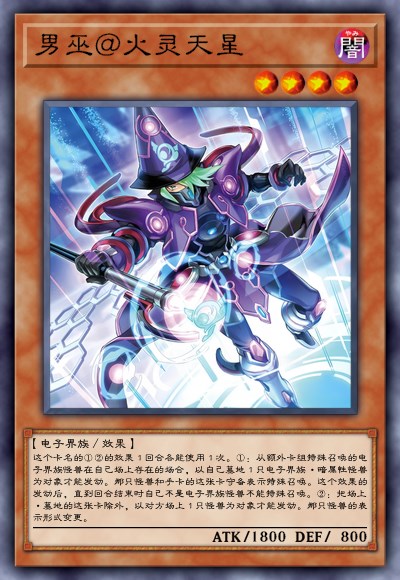 男巫@火灵天星
やみ
闇
【电子界族/效果】
这个卡名的①②的效果1回合各能使用1次。①：从额外卡组特殊召唤的电
子界族怪兽在自己场上存在的场合，以自己墓地1只电子界族·暗属性怪兽
为对象才能发动。那只怪兽和手卡的这张卡守备表示特殊召唤。这个效果的
发动后，直到回合结束时自己不是电子界族怪兽不能特殊召唤。②：把场上
·墓地的这张卡除外，以对方场上1只怪兽为对象才能发动。那只怪兽的表
示形式变更。
ATK/1800 DEF/ 800